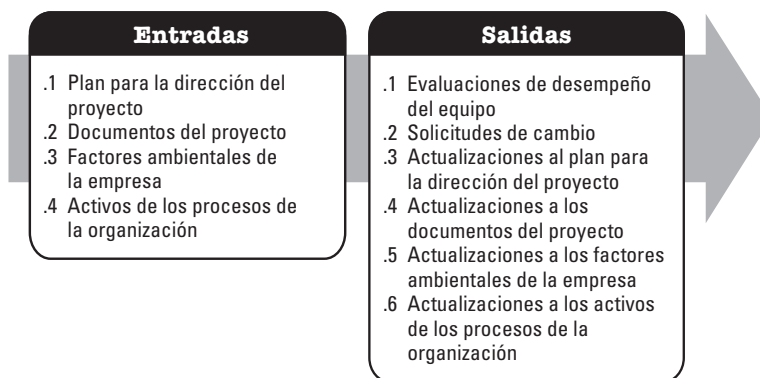 Entradas
.1 Plan para la dirección del
proyecto
.2 Documentos del proyecto
.3 Factores ambientales de
la empresa
.4 Activos de los procesos de
la organización
Salidas
.1 Evaluaciones de desempeño
del equipo
.2 Solicitudes de cambio
.3 Actualizaciones al plan para
la dirección del proyecto
.4 Actualizaciones a los
documentos del proyecto
.5 Actualizaciones a los factores
ambientales de la empresa
.6 Actualizaciones a los activos
de los procesos de la
organización